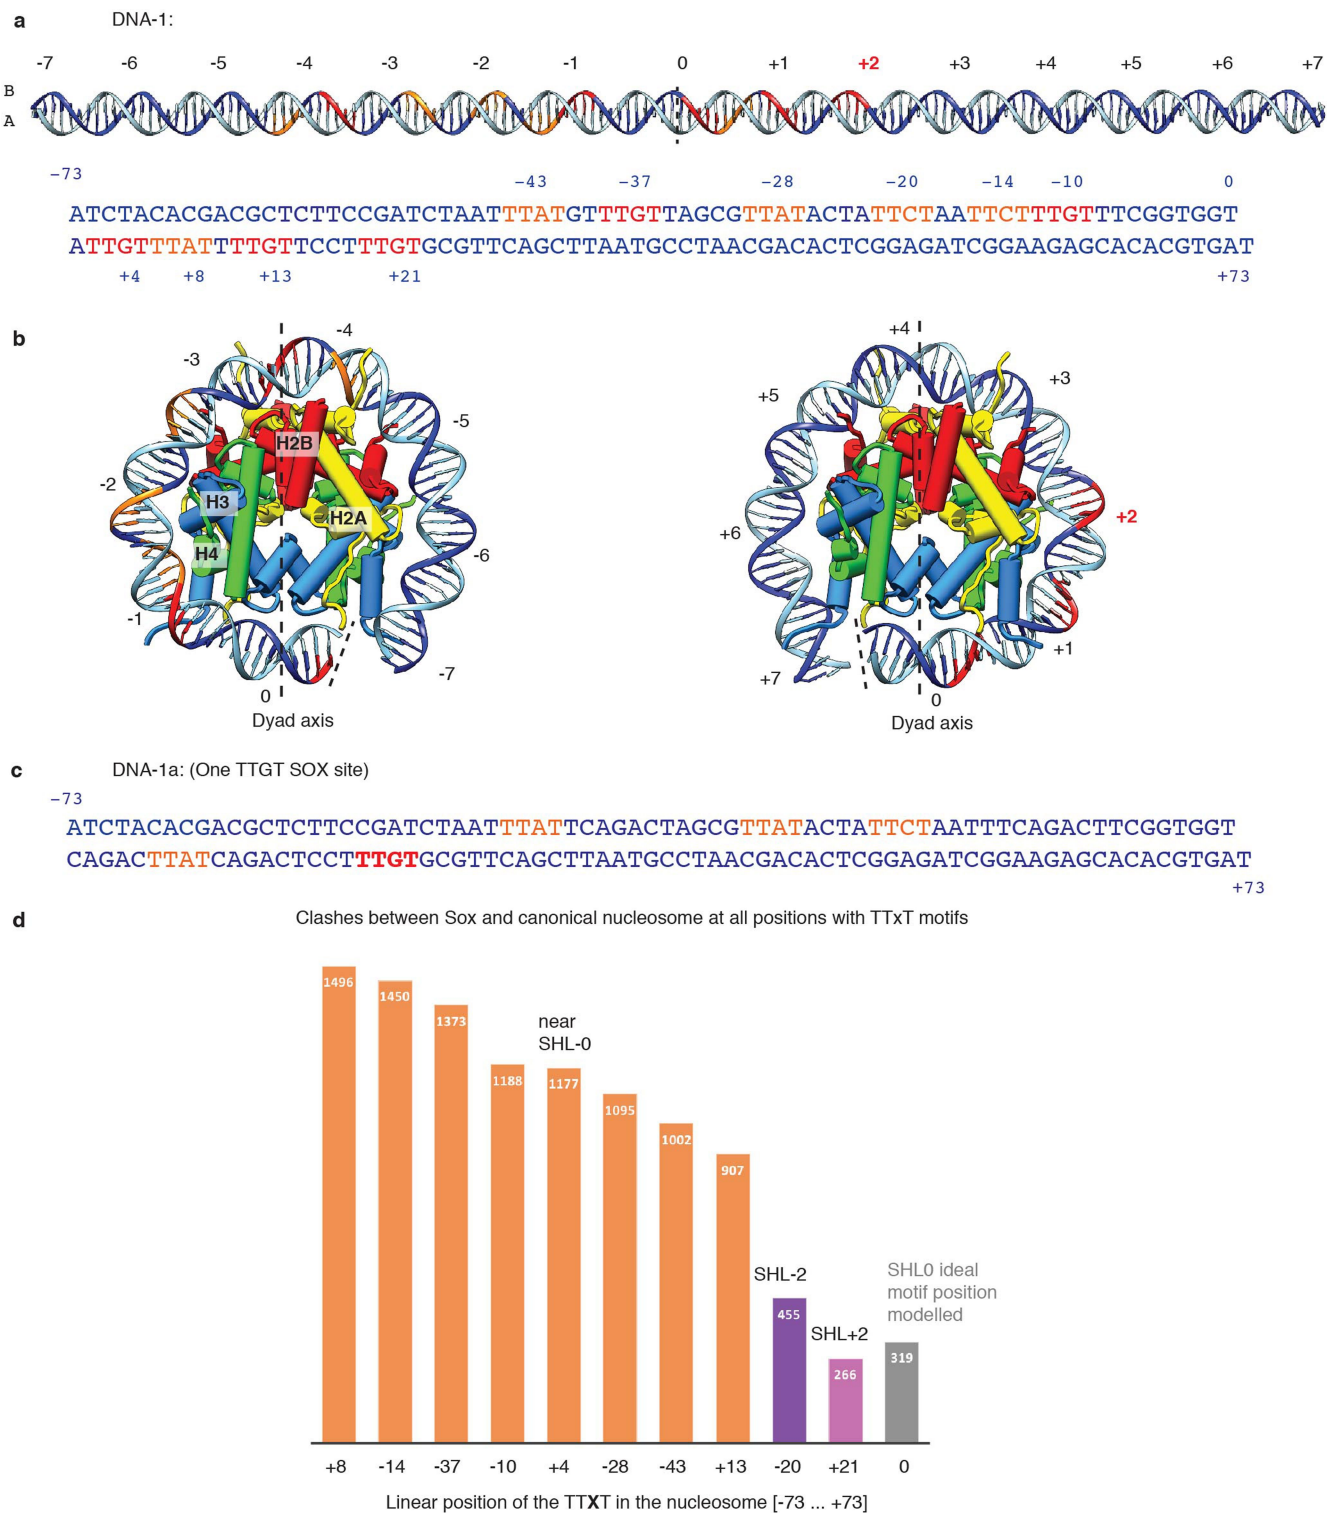 a
DNA-1:
-7 -6 -5 -4 -3 -2 -1 0 +1 +2 +3 +4 +5 +6 +7
B
A
−73
−43 −37 −28 −20 −14 −10 0
ATCTACACGACGCTCTTCCGATCTAATTTATGTTTGTTAGCGTTATACTATTCTAATTCTTTGTTTCGGTGGT
ATTGTTTATTTTGTTCCTTTGTGCGTTCAGCTTAATGCCTAACGACACTCGGAGATCGGAAGAGCACACGTGAT
+4 +8 +13 +21 +73
b
-4
-3
-5
H2B
-2
H3
H2A
H4
-6
-1
-7
0
Dyad axis
+4
+3
+5
+2
+6
+1
+7
0
Dyad axis
c
DNA-1a: (One TTGT SOX site)
−73
ATCTACACGACGCTCTTCCGATCTAATTTATTCAGACTAGCGTTATACTATTCTAATTTCAGACTTCGGTGGT
CAGACTTATCAGACTCCTTTGTGCGTTCAGCTTAATGCCTAACGACACTCGGAGATCGGAAGAGCACACGTGAT
+73
d
Clashes between Sox and canonical nucleosome at all positions with TTxT motifs
1496
1450
1373
near
SHL-0
1188
1177
1095
1002
907
SHL-2
455
SHL+2
266
SHL0 ideal
motif position
modelled
319
+8 -14 -37 -10 +4 -28 -43 +13 -20 +21 0
Linear position of the TTXT in the nucleosome [-73 ... +73]